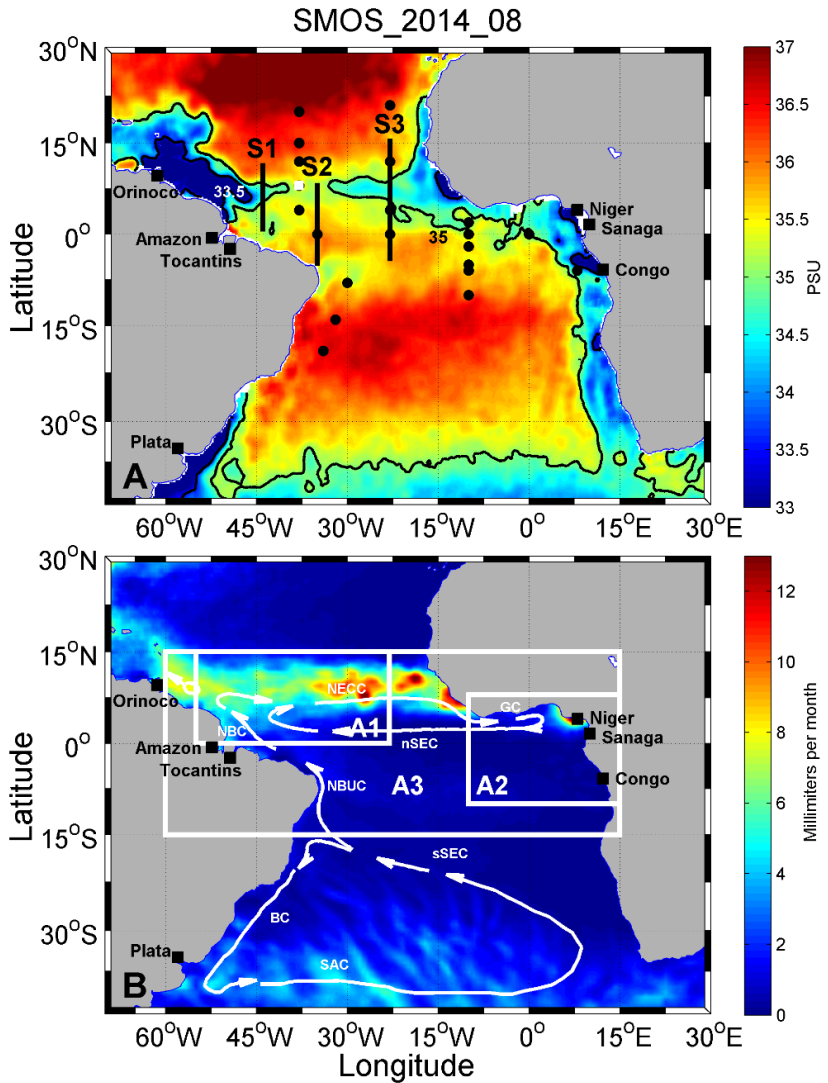 SMOS_2014_08
30°N
15°N
0°
15°S
30°S
Latitude
S1
S2
S3
33.5
35
Orinoco
Amazon
Tocantins
Plata
Niger
Sanaga
Congo
A
60°W
45°W
30°W
15°W
0°
15°E
30°E
37
36.5
36
35.5
35
34.5
34
33.5
33
PSU
30°N
15°N
0°
15°S
30°S
Latitude
Orinoco
Amazon
Tocantins
Plata
Niger
Sanaga
Congo
NECC
A1
NBC
nSEC
GC
NBUC
A3
A2
sSEC
BC
SAC
B
60°W
45°W
30°W
15°W
0°
15°E
30°E
Longitude
12
10
8
6
4
2
0
Millimiters per month